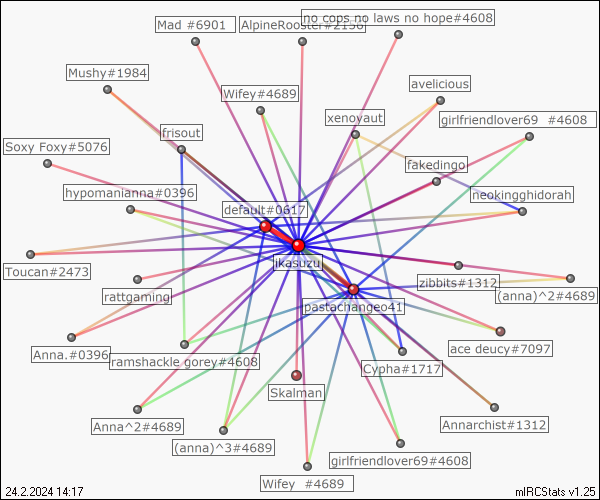 no cops no laws no hope#4608
Mad #6901
AlpineRooster#2156
Mushy#1984
avelicious
Wifey#4689
xenoyaut
girlfriendlover69 #4608
frisout
Soxy Foxy#5076
fakedingo
hypomanianna#0396
neokingghidorah
default#0617
ikasuzu
Toucan#2473
zibbits#1312
rattgaming
(anna)^2#4689
pastachangeo41
Anna.#0396
ace deucy#7097
ramshackle gorey#4608
Cypha#1717
Skalman
Anna^2#4689
Annarchist#1312
(anna)^3#4689
girlfriendlover69#4608
Wifey #4689
24.2.2024 14:17
mIRCStats v1.25